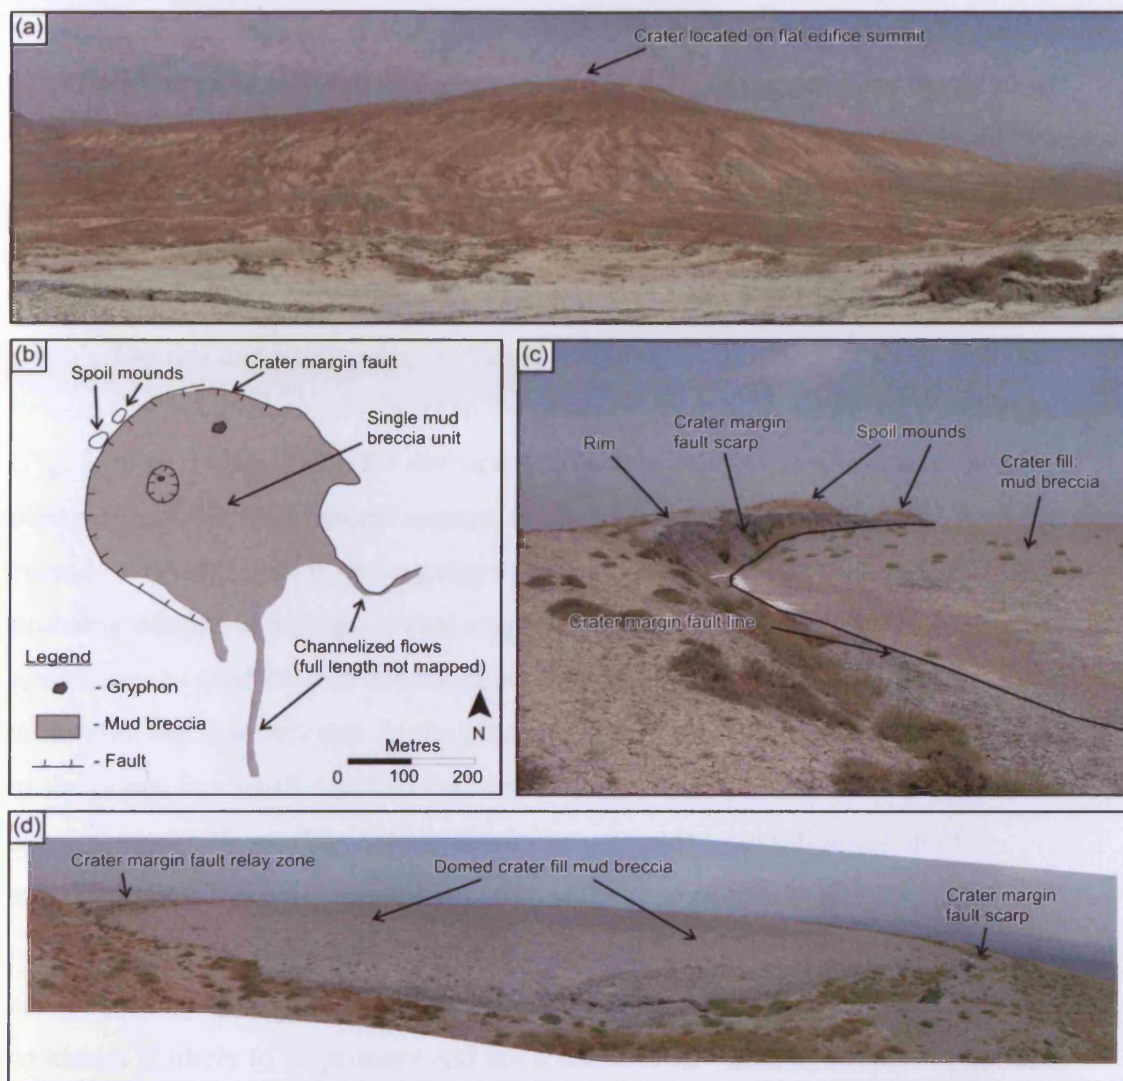 (a)
Crater located on flat edifice summit
(b)
Crater margin fault
Spoil mounds
Single mud
breccia unit
Channelized flows
(full length not mapped)
Legend
- Gryphon
- Mud breccia
- Fault
Metres
0 100 200
N
(c)
Rim
Crater margin
fault scarp
Spoil mounds
Crater fill:
mud breccia
Crater margin fault line
(d)
Crater margin fault relay zone
Domed crater fill mud breccia
Crater margin
fault scarp